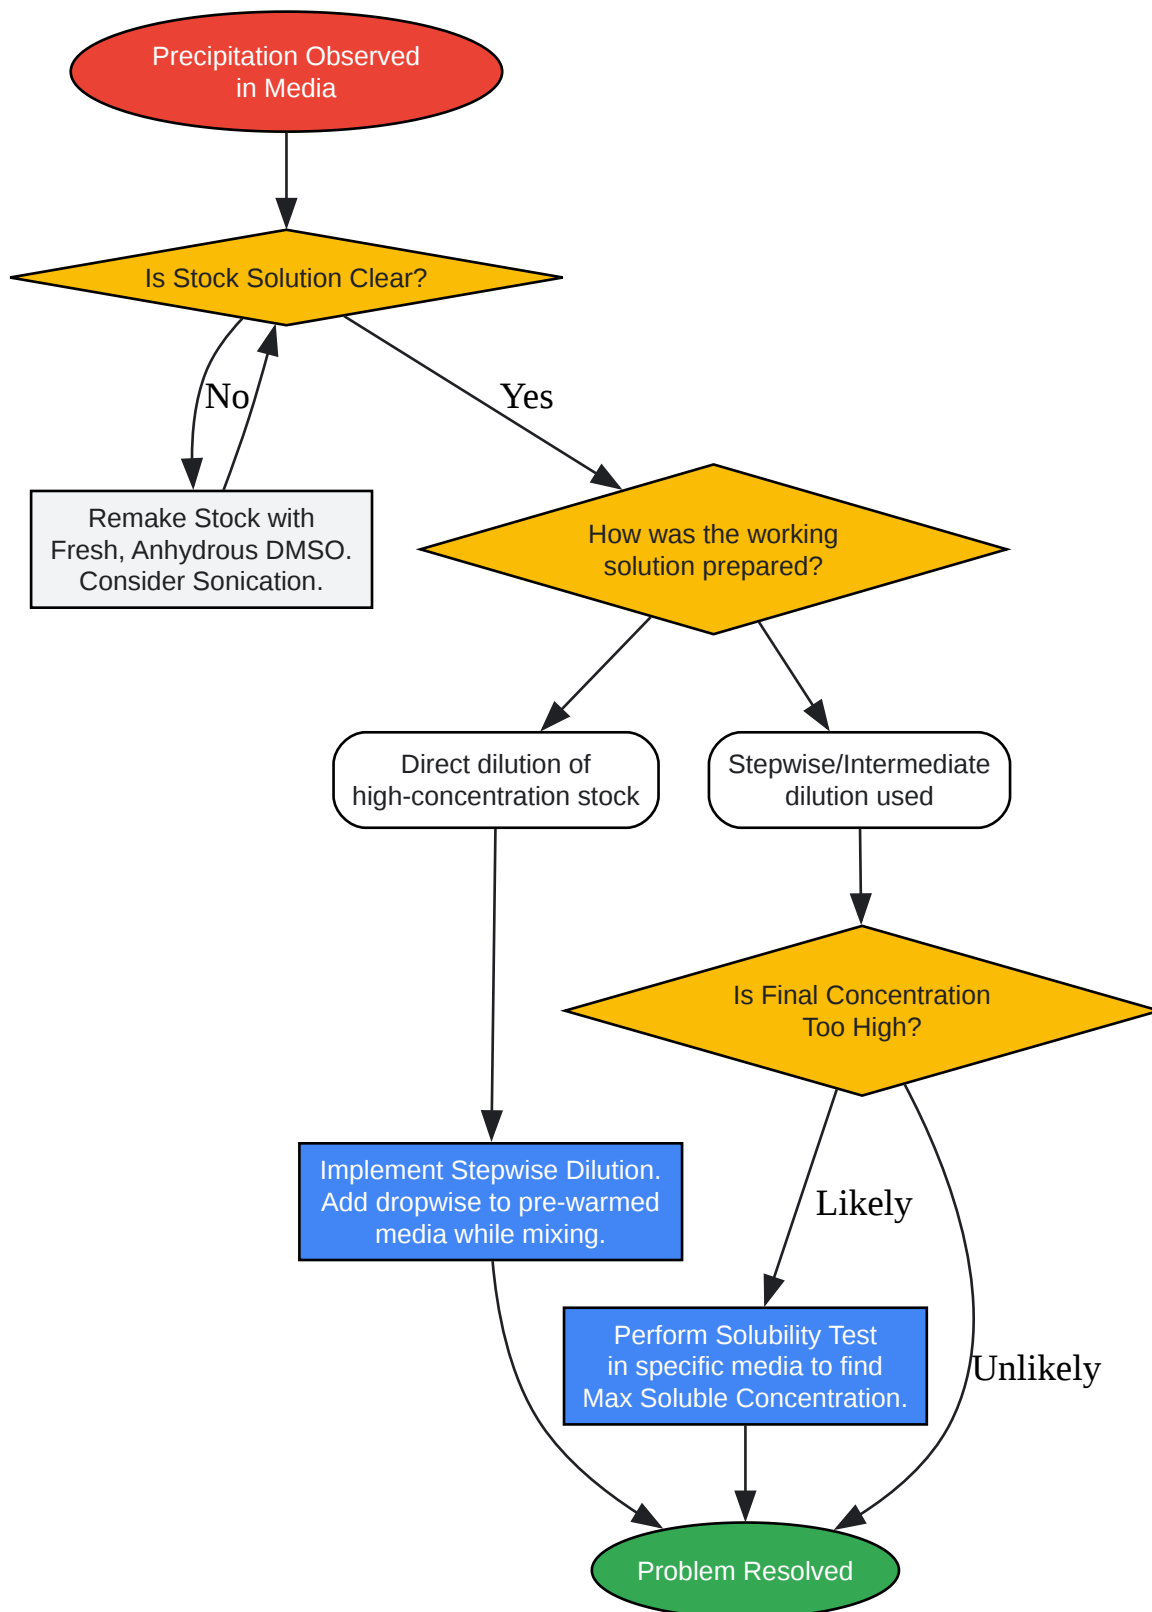 Precipitation Observed
in Media
Is Stock Solution Clear?
No
Yes
Remake Stock with
Fresh, Anhydrous DMSO.
Consider Sonication.
How was the working
solution prepared?
Direct dilution of
high-concentration stock
Stepwise/Intermediate
dilution used
Is Final Concentration
Too High?
Implement Stepwise Dilution.
Add dropwise to pre-warmed
media while mixing.
Likely
Perform Solubility Test
in specific media to find
Max Soluble Concentration.
Unlikely
Problem Resolved